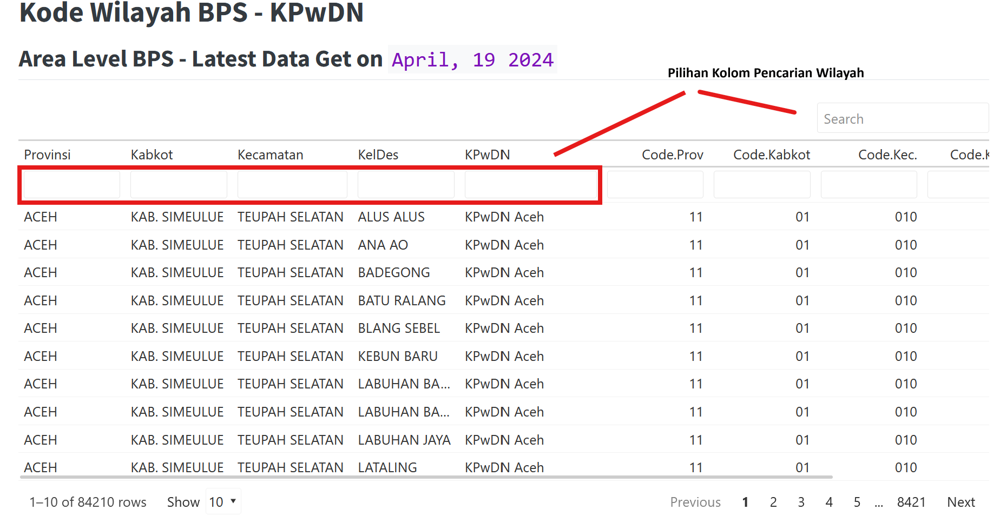 Kode Wilayah BPS - KPwDN
Area Level BPS - Latest Data Get on April, 19 2024
Pilihan Kolom Pencarian Wilayah
Search
Provinsi Kabkot Kecamatan KelDes KPwDN Code.Prov Code.Kabkot Code.Kec. Code.K
ACEH KAB. SIMEULUE TEUPAH SELATAN ALUS ALUS KPwDN Aceh 11 01 010
ACEH KAB. SIMEULUE TEUPAH SELATAN ANA AO KPwDN Aceh 11 01 010
ACEH KAB. SIMEULUE TEUPAH SELATAN BADEGONG KPwDN Aceh 11 01 010
ACEH KAB. SIMEULUE TEUPAH SELATAN BATU RALANG KPwDN Aceh 11 01 010
ACEH KAB. SIMEULUE TEUPAH SELATAN BLANG SEBEL KPwDN Aceh 11 01 010
ACEH KAB. SIMEULUE TEUPAH SELATAN KEBUN BARU KPwDN Aceh 11 01 010
ACEH KAB. SIMEULUE TEUPAH SELATAN LABUHAN BA... KPwDN Aceh 11 01 010
ACEH KAB. SIMEULUE TEUPAH SELATAN LABUHAN BA... KPwDN Aceh 11 01 010
ACEH KAB. SIMEULUE TEUPAH SELATAN LABUHAN JAYA KPwDN Aceh 11 01 010
ACEH KAB. SIMEULUE TEUPAH SELATAN LATALING KPwDN Aceh 11 01 010
1–10 of 84210 rows Show 10 Previous 1 2 3 4 5 ... 8421 Next